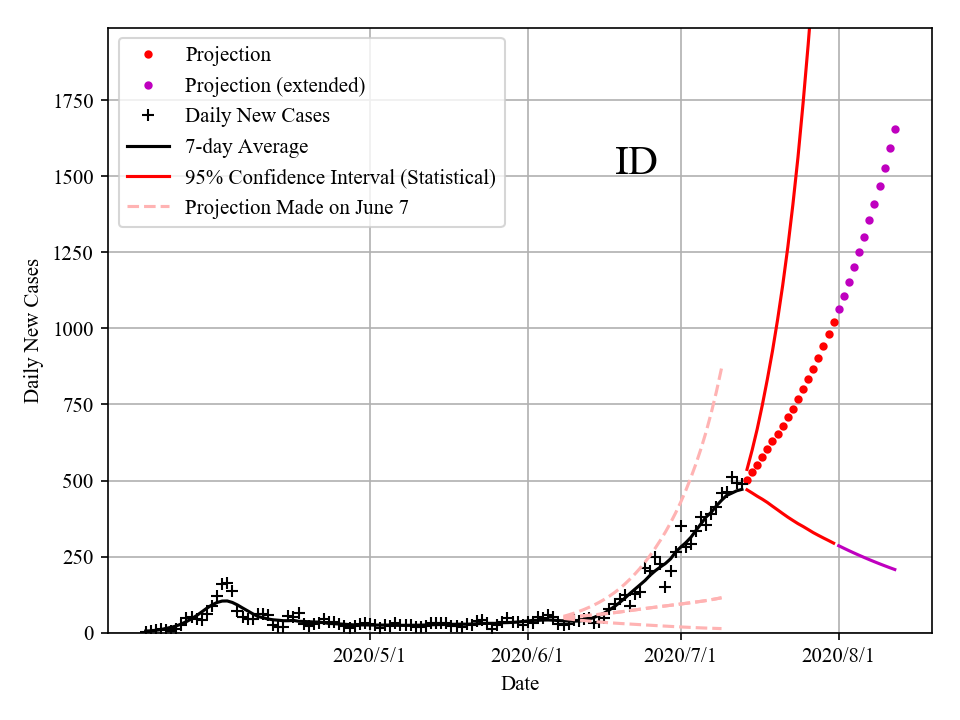 Projection
Projection (extended)
Daily New Cases
7-day Average
95% Confidence Interval (Statistical)
Projection Made on June 7
ID
1750
1500
1250
1000
750
500
250
0
Daily New Cases
2020/5/1 2020/6/1 2020/7/1 2020/8/1
Date